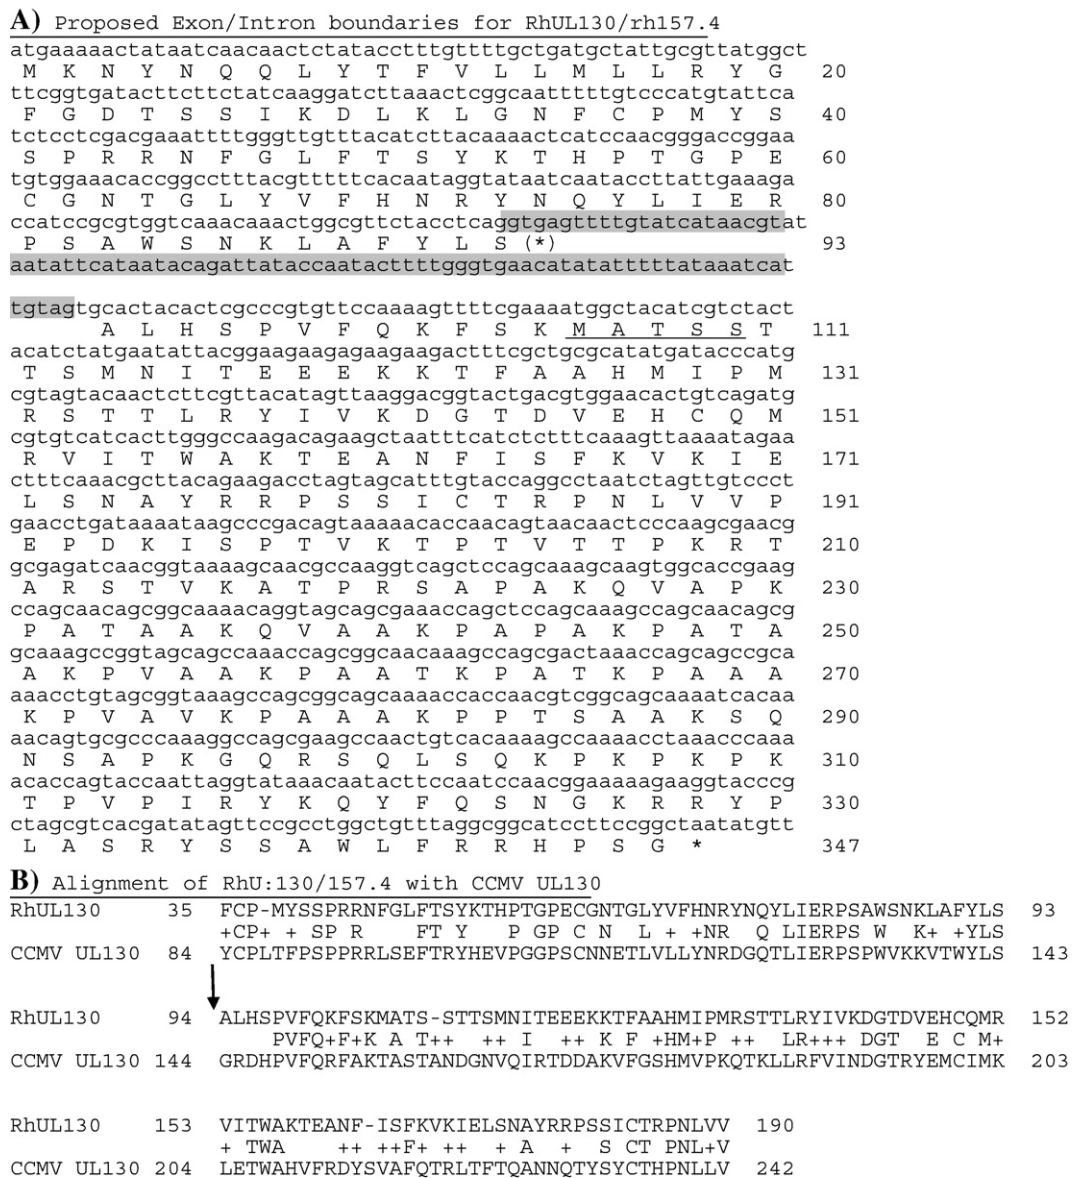 A) Proposed Exon/Intron boundaries for RhUL130/rh157.4
atgaaaaactataatcaacaactctataccttttgttttgctgatgctattgcgttatggct
M K N Y N Q Q L Y T F V L L M L L R Y G 20
ttcggtgatacttcttctatcaaggatcttaaactcggcaatttttgtcccatgtattca
F G D T S S I K D L K L G N F C P M Y S 40
tctcctcgacgaaattttgggttgtttacatcttacaaaactcatccaacgggaccggaa
S P R R N F G L F T S Y K T H P T G P E 60
tgtggaaacaccggcctttacgtttttcacaataggtataatcaataccttattgaaaga
C G N T G L Y V F H N R Y N Q Y L I E R 80
ccatccgcgtggtcaaacaaactggcgttctacctcaggtgagttttgtatcataacgtat
P S A W S N K L A F Y L S (*) 93
aatattcataatacagattataccaatacttttgggtgaacatatatttttataaatcat
tgtagtgcactacactcgcccgtgttccaaaagttttcgaaaatggctacatcgtctact
A L H S P V F Q K F S K M A T S S T 111
acatctatgaatattacggaagaagagaagaagactttcgctgcgcatatgatacccatg
T S M N I T E E E K K T F A A H M I P M 131
cgtagtacaactcttcgttacatagttaaggacggtactgacgtggaacactgtcagatg
R S T T L R Y I V K D G T D V E H C Q M 151
cgtgtcatcacttgggccaagacagaagctaatttcatctctttcaaagttaaaatagaa
R V I T W A K T E A N F I S F K V K I E 171
ctttcaaacgcttacagaagacctagtagcatttgtaccaggcctaatctagttgtccct
L S N A Y R R P S S I C T R P N L V V P 191
gaacctgataaaataagcccgacagtaaaaacaccaacagtaacaactcccaagcgaacg
E P D K I S P T V K T P T V T T P K R T 210
gcgagatcaacggtaaaagcaacgccaaggtcagctccagcaaagcaagtggcaccgaag
A R S T V K A T P R S A P A K Q V A P K 230
ccagcaacagcggcaaaacaggtagcagcgaaaccagctccagcaaagccagcaacagcg
P A T A A K Q V A A K P A P A K P A T A 250
gcaaagccggtagcagccaaaccagcggcaacaaagccagcgactaaaccagcagccgca
A K P V A A K P A A T K P A T K P A A A 270
aaacctgtagcggtaaagccagcggcagcaaaaccaccaacgtcggcagcaaaatcacaa
K P V A V K P A A A K P P T S A A K S Q 290
aacagtgcgcccaaaggccagcgaagccaactgtcacaaaagccaaaacctaaacccaaa
N S A P K G Q R S Q L S Q K P K P K P K 310
acaccagtaccaattaggtataaacaatacttccaatccaacggaaaaagaaggtacccg
T P V P I R Y K Q Y F Q S N G K R R Y P 330
ctagcgtcacgatatagttccgcctggctgtttaggcggcatccttccggctaatatgtt
L A S R Y S S A W L F R R H P S G * 347
B) Alignment of RhU:130/157.4 with CCMV UL130
RhUL130 35 FCP-MYSSPRRNFGLFTSYKTHPTGPECGNTGLYVFHNRYNQYLIERPSAWSNKLAFYLS 93
+CP+ + SP R FT Y P GP C N L + +NR Q LIERPS W K+ +YLS
CCMV UL130 84 YCPLTFPSPPRRLSEFTRYHEVPGGPSCNNETLVLLYNRDGQTLIERPSPWVKKVTWYLS 143
RhUL130 94 ALHSPVFQKFSKMATS-STTSMNITEEEKKTFAAHMIPMRSTTLRYIVKDGTDVEHCQMR 152
PVFQ+F+K A T++ ++ I ++ K F +HM+P ++ LR+++ DGT E C M+
CCMV UL130 144 GRDHPVFQRFAKTASTANDGNVQIRTDDAKVFGSHMVPKQTKLLRFVINDGTRYEMCIMK 203
RhUL130 153 VITWAKTEANF-ISFKVKIELSNAYRRPSSICTRPNLVV 190
+ TWA ++ ++F+ ++ + A + S CT PNL+V
CCMV UL130 204 LETWAHVFRDYSVAFQTRLTFTQANNQTYSYCTHPNLLV 242